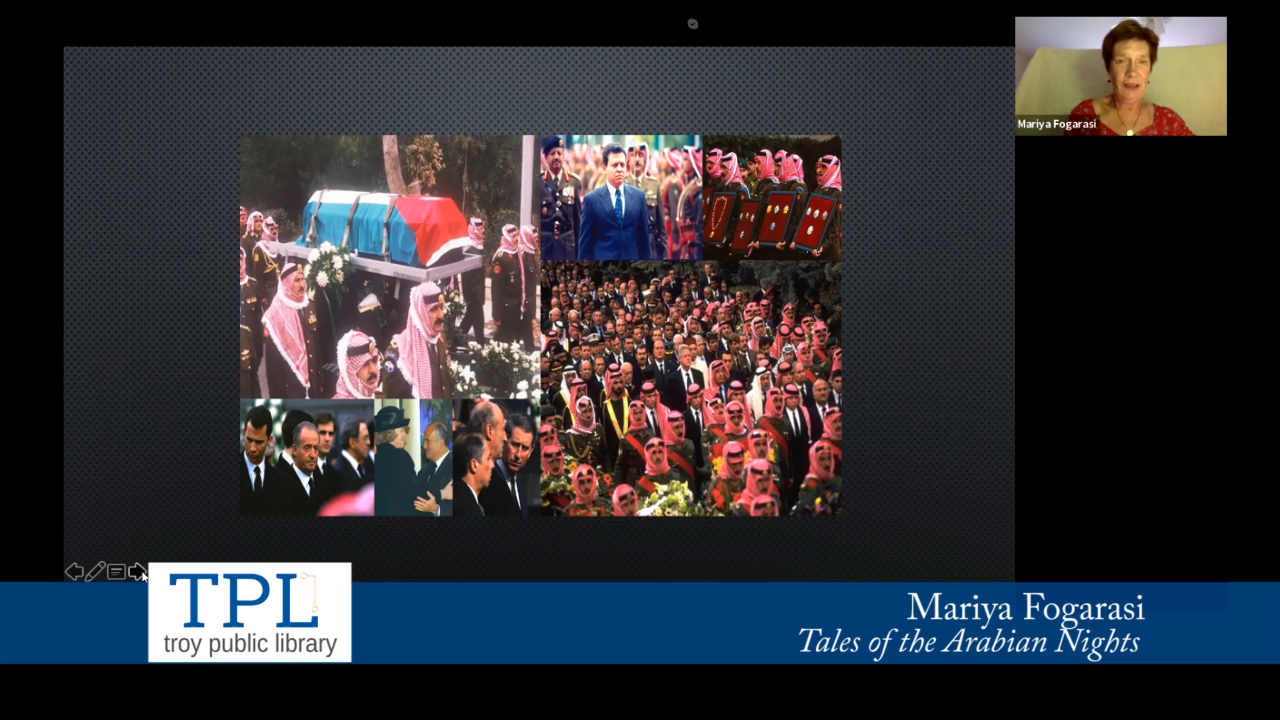 Mariya Fogarasi
TPL
troy public library
Mariya Fogarasi
Tales of the Arabian Nights